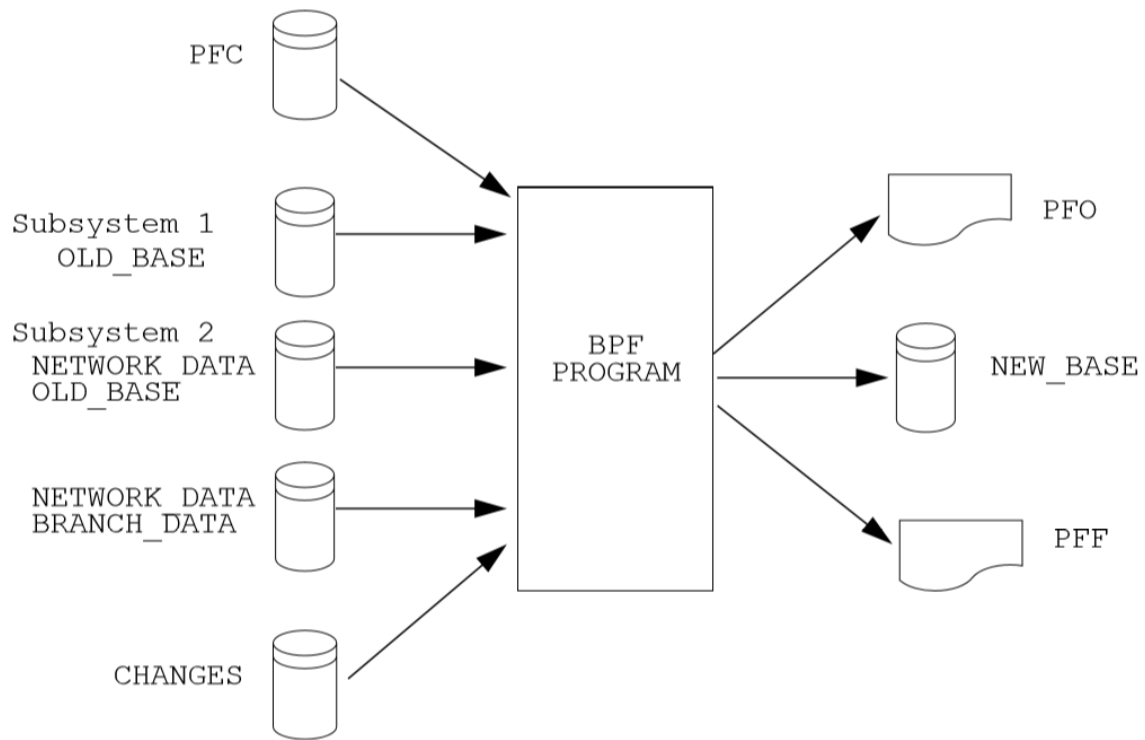 PFC
Subsystem 1
OLD_BASE
Subsystem 2
NETWORK_DATA
OLD_BASE
NETWORK_DATA
BRANCH_DATA
CHANGES
BPF
PROGRAM
PFO
NEW_BASE
PFF